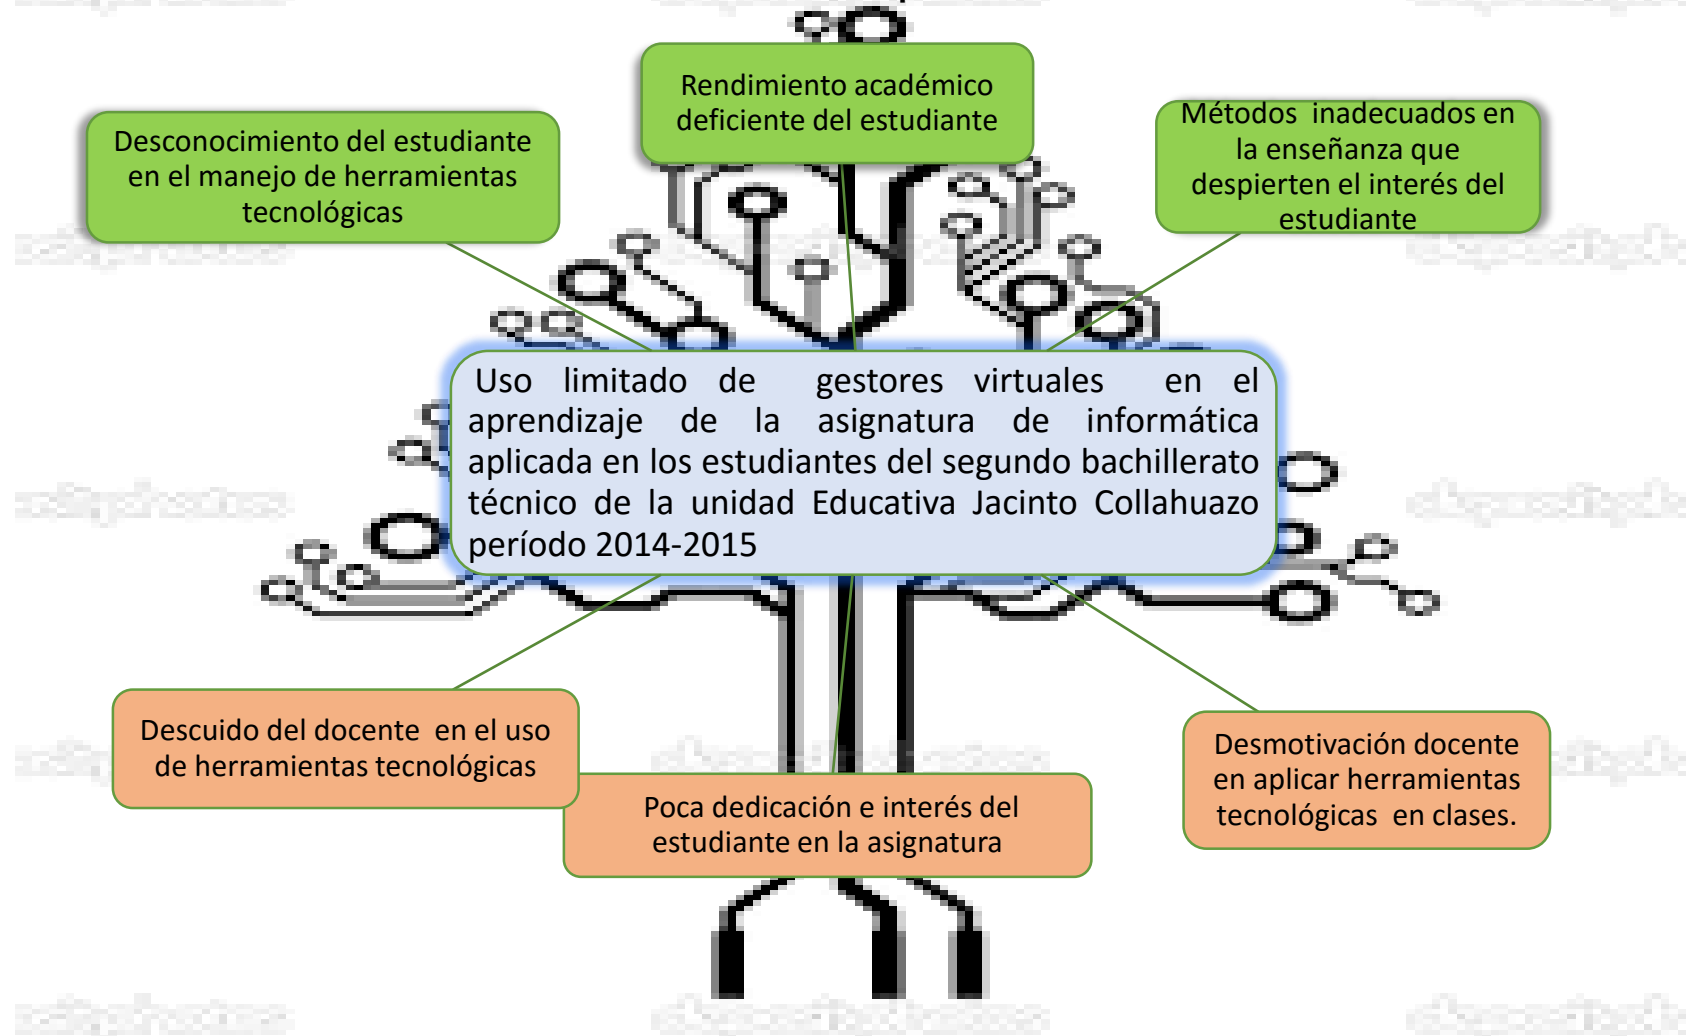 Rendimiento académico
deficiente del estudiante
Desconocimiento del estudiante
en el manejo de herramientas
tecnológicas
Métodos inadecuados en
la enseñanza que
despierten el interés del
estudiante
Uso limitado de gestores virtuales en el
aprendizaje de la asignatura de informática
aplicada en los estudiantes del segundo bachillerato
técnico de la unidad Educativa Jacinto Collahuazo
período 2014-2015
Descuido del docente en el uso
de herramientas tecnológicas
Poca dedicación e interés del
estudiante en la asignatura
Desmotivación docente
en aplicar herramientas
tecnológicas en clases.